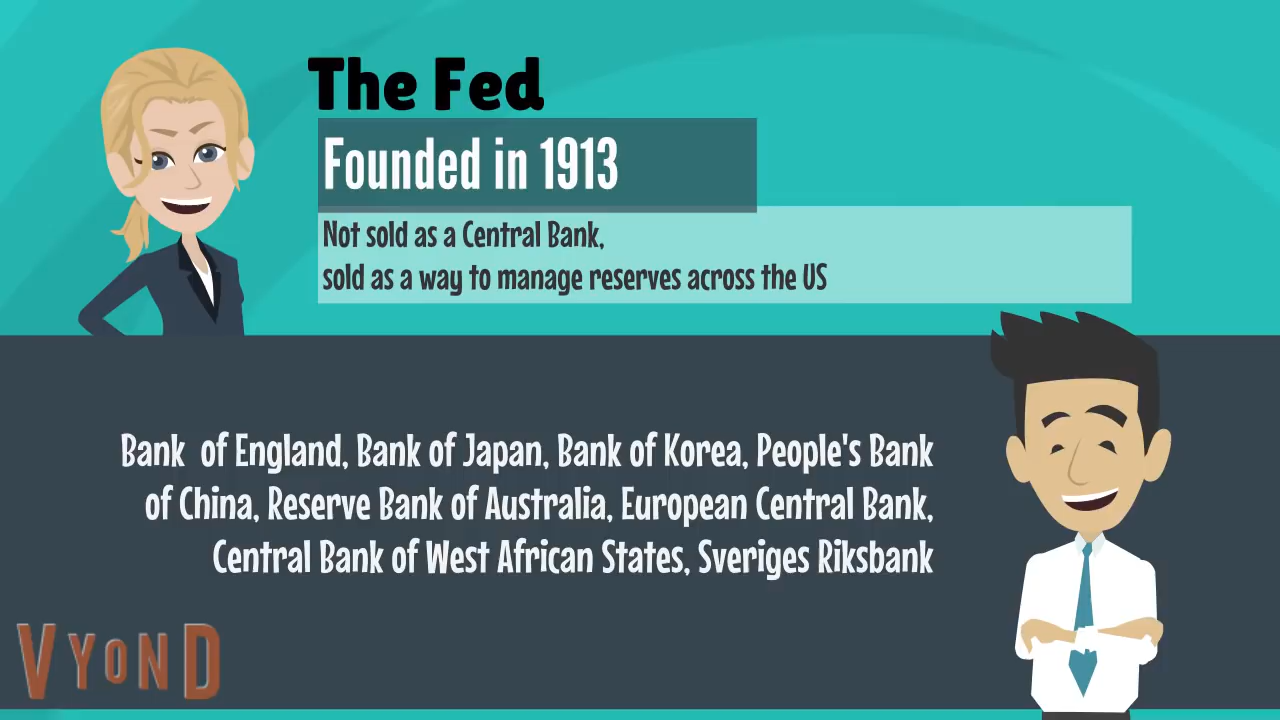 The Fed
Founded in 1913
Not sold as a Central Bank,
sold as a way to manage reserves across the US
Bank of England, Bank of Japan, Bank of Korea, People's Bank
of China, Reserve Bank of Australia, European Central Bank,
Central Bank of West African States, Sveriges Riksbank
VYOND